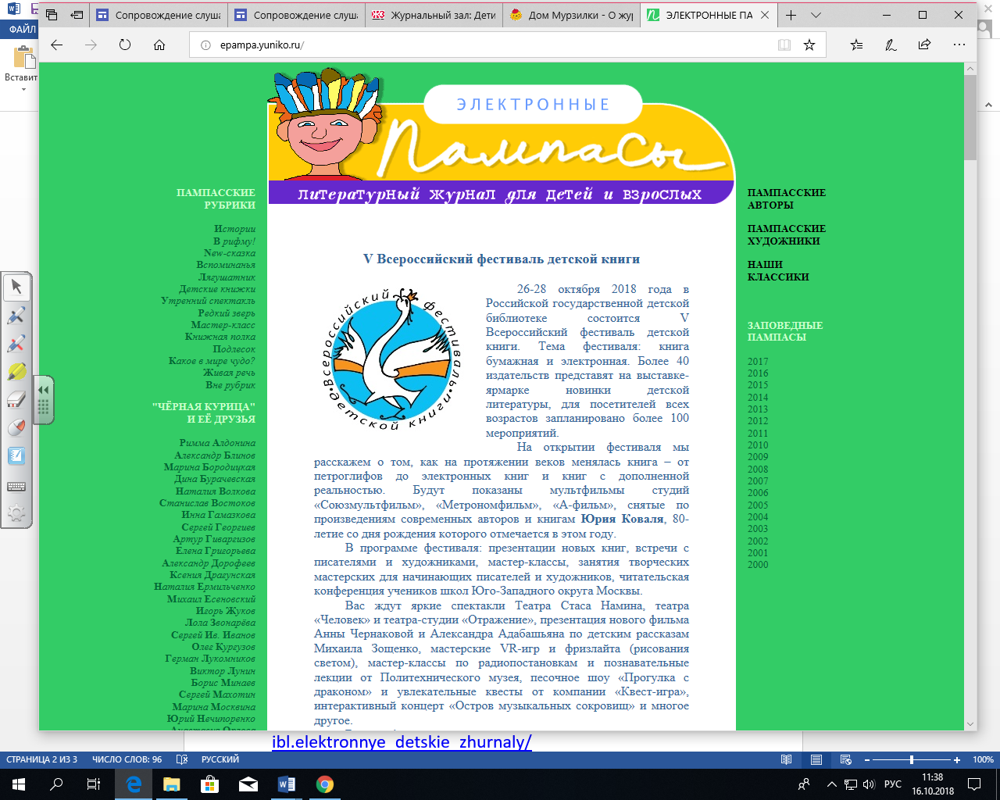 Сопровождение слуша
Сопровождение слуша
Журнальный зал: Дети
Дом Мурзилки - О жур
ЭЛЕКТРОННЫЕ ПА
ФАЙЛ
epampa.yuniko.ru/
Вставит
ЭЛЕКТРОННЫЕ
Пампасы
литературный журнал для детей и взрослых
ПАМПАССКИЕ
РУБРИКИ
Истории
В рифму!
New-сказка
Вспоминанья
Лягушатник
Детские книжки
Утренний спектакль
Редкий зверь
Мастер-класс
Книжная полка
Подлесок
Каков в мире чудо?
Живая речь
Вне рубрик
"ЧЁРНАЯ КУРИЦА"
И ЕЁ ДРУЗЬЯ
Римма Алдонина
Александр Блинов
Марина Бородицкая
Дина Бурачевская
Наталия Волкова
Станислав Востоков
Инна Гамазкова
Сергей Георгиев
Артур Гиваргизов
Елена Григорьева
Александр Дорофеев
Ксения Драгунская
Наталия Ермильченко
Михаил Есеновский
Игорь Жуков
Лола Звонарёва
Сергей Ив. Иванов
Олег Кургузов
Герман Лукомников
Виктор Лунин
Борис Минаев
Сергей Махотин
Марина Москвина
Юрий Нечипоренко
V Всероссийский фестиваль детской книги
•Всероссийский фестиваль•
детской книги
26-28 октября 2018 года в
Российской государственной детской
библиотеке состоится V
Всероссийский фестиваль детской
книги. Тема фестиваля: книга
бумажная и электронная. Более 40
издательств представят на выставке-
ярмарке новинки детской
литературы, для посетителей всех
возрастов запланировано более 100
мероприятий.
На открытии фестиваля мы
расскажем о том, как на протяжении веков менялась книга – от
петроглифов до электронных книг и книг с дополненной
реальностью. Будут показаны мультфильмы студий
«Союзмультфильм», «Метрономфильм», «А-фильм», снятые по
произведениям современных авторов и книгам Юрия Коваля, 80-
летие со дня рождения которого отмечается в этом году.
В программе фестиваля: презентации новых книг, встречи с
писателями и художниками, мастер-классы, занятия творческих
мастерских для начинающих писателей и художников, читательская
конференция учеников школ Юго-Западного округа Москвы.
Вас ждут яркие спектакли Театра Стаса Намина, театра
«Человек» и театра-студии «Отражение», презентация нового фильма
Анны Чернаковой и Александра Адабашьяна по детским рассказам
Михаила Зощенко, мастерские VR-игр и фризлайта (рисования
светом), мастер-классы по радиопостановкам и познавательные
лекции от Политехнического музея, песочное шоу «Прогулка с
драконом» и увлекательные квесты от компании «Квест-игра»,
интерактивный концерт «Остров музыкальных сокровищ» и многое
другое.
ПАМПАССКИЕ
АВТОРЫ
ПАМПАССКИЕ
ХУДОЖНИКИ
НАШИ
КЛАССИКИ
ЗАПОВЕДНЫЕ
ПАМПАСЫ
2017
2016
2015
2014
2013
2012
2011
2010
2009
2008
2007
2006
2005
2004
2003
2002
2001
2000
ibl.elektronnye_detskie_zhurnaly/
СТРАНИЦА 2 ИЗ 3 ЧИСЛО СЛОВ: 96 РУССКИЙ 100%
РУС
11:38
16.10.2018